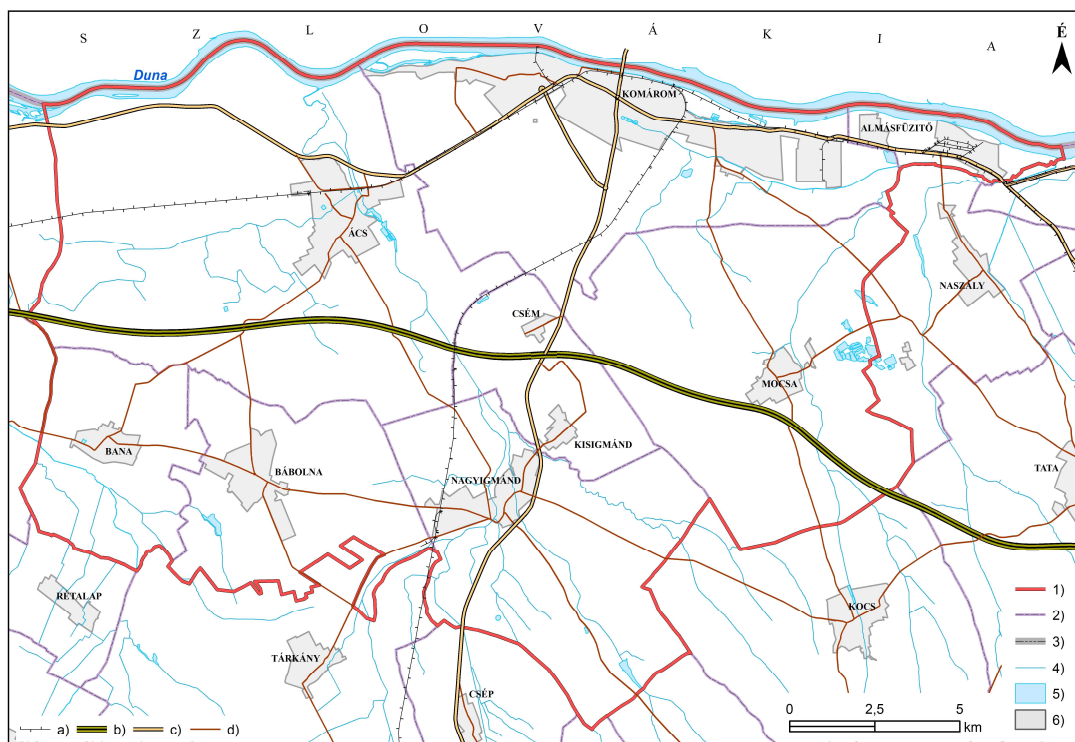 S Z L O V Á K I A
É
Duna
KOMÁROM
ALMÁSFÜZITŐ
ÁCS
NASZÁLY
CSÉM
MOCSA
BANA
KISIGMÁND
BÁBOLNA
NAGYIGMÁND
TATA
RÉTALAP
KOCS
TÁRKÁNY
CSÉP
1)
2)
3)
4)
5)
6)
0 2,5 5
km
a) b) c) d)